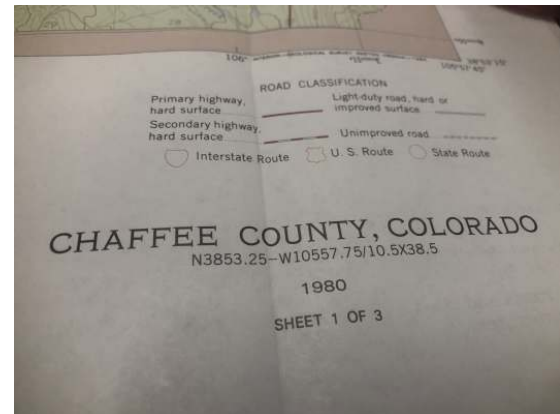 106°
ROAD CLASSIFICATION
Primary highway,
hard surface
Light-duty road, hard or
improved surface
Secondary highway,
hard surface
Unimproved road
Interstate Route
U. S. Route
State Route
CHAFFEE COUNTY, COLORADO
N3853.25-W10557.75/10.5X38.5
1980
SHEET 1 OF 3